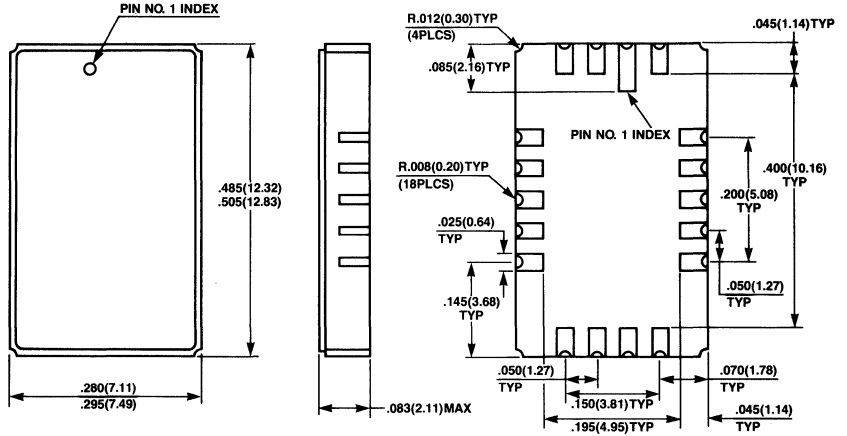 PIN NO. 1 INDEX
.485(12.32)
.505(12.83)
.280(7.11)
.295(7.49)
.083(2.11)MAX
R.012(0.30)TYP
(4PLCS)
.085(2.16)TYP
.045(1.14)TYP
PIN NO. 1 INDEX
R.008(0.20)TYP
(18PLCS)
.400(10.16)
TYP
.200(5.08)
TYP
.025(0.64)
TYP
.050(1.27)
TYP
.145(3.68)
TYP
.050(1.27)
TYP
.070(1.78)
TYP
.150(3.81)TYP
.195(4.95)TYP
.045(1.14)
TYP